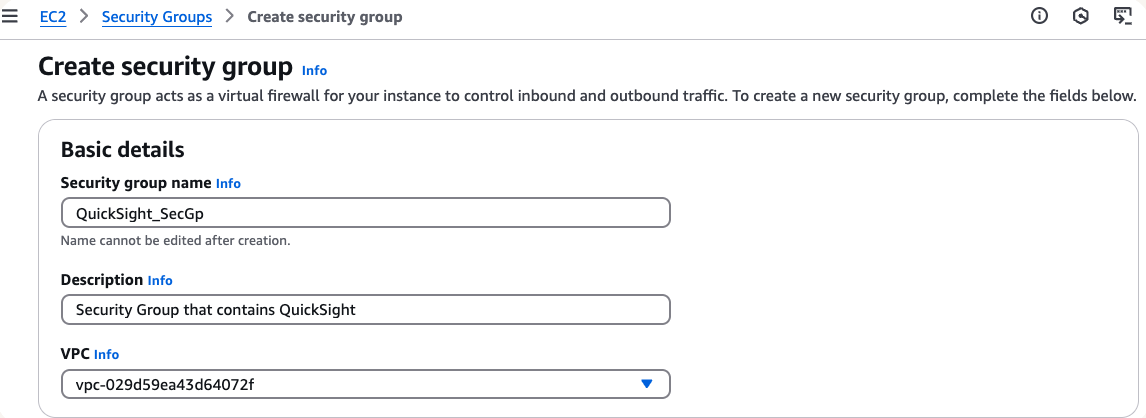 EC2 > Security Groups > Create security group
Create security group Info
A security group acts as a virtual firewall for your instance to control inbound and outbound traffic. To create a new security group, complete the fields below.
Basic details
Security group name Info
QuickSight_SecGp
Name cannot be edited after creation.
Description Info
Security Group that contains QuickSight
VPC Info
vpc-029d59ea43d64072f